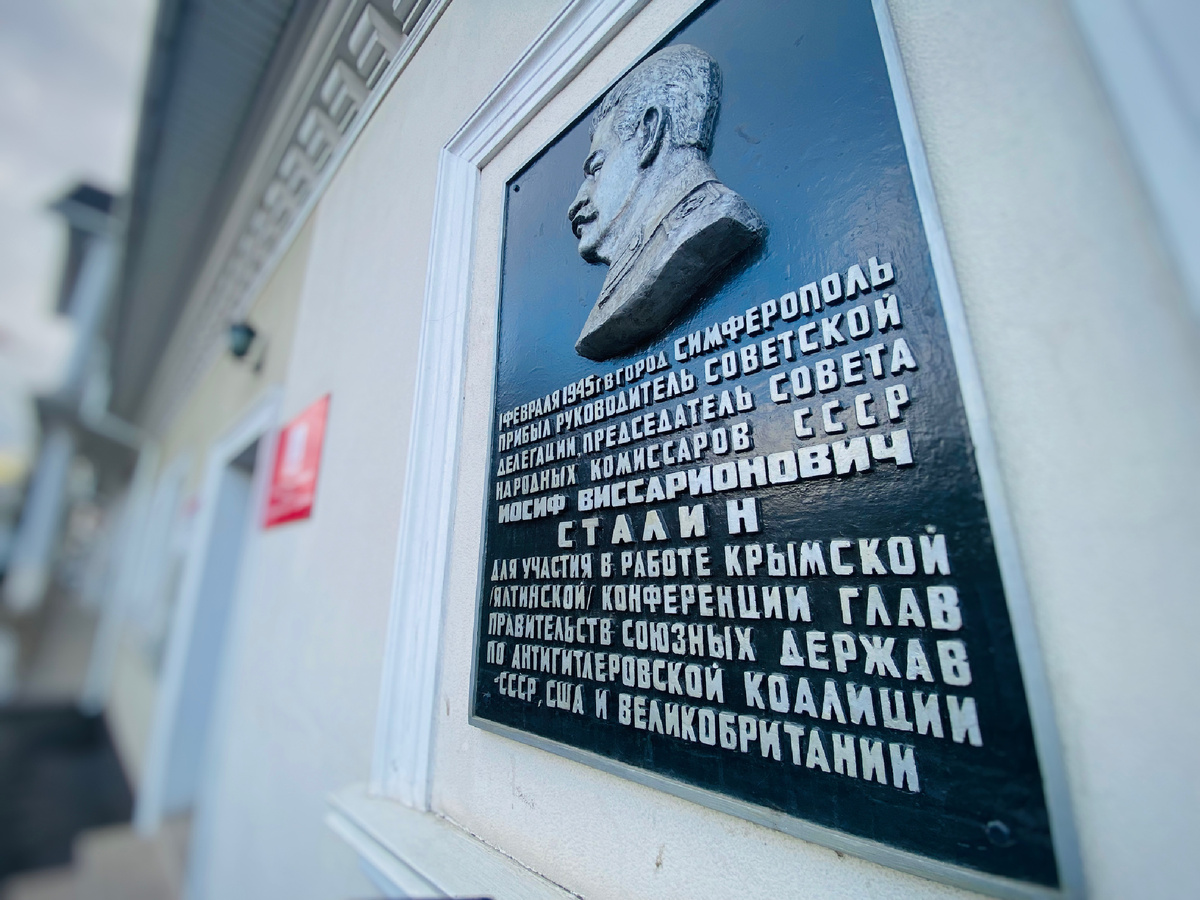 1 ФЕВРАЛЯ 1945 Г В ГОРОД СИМФЕРОПОЛЬ
ПРИБЫЛ РУКОВОДИТЕЛЬ СОВЕТСКОЙ
ДЕЛЕГАЦИИ, ПРЕДСЕДАТЕЛЬ СОВЕТА
НАРОДНЫХ КОМИССАРОВ СССР
ИОСИФ ВИССАРИОНОВИЧ
СТАЛИН
ДЛЯ УЧАСТИЯ В РАБОТЕ КРЫМСКОЙ
/ЯЛТИНСКОЙ/ КОНФЕРЕНЦИИ ГЛАВ
ПРАВИТЕЛЬСТВ СОЮЗНЫХ ДЕРЖАВ
ПО АНТИГИТЛЕРОВСКОЙ КОАЛИЦИИ
-СССР, США И ВЕЛИКОБРИТАНИИ